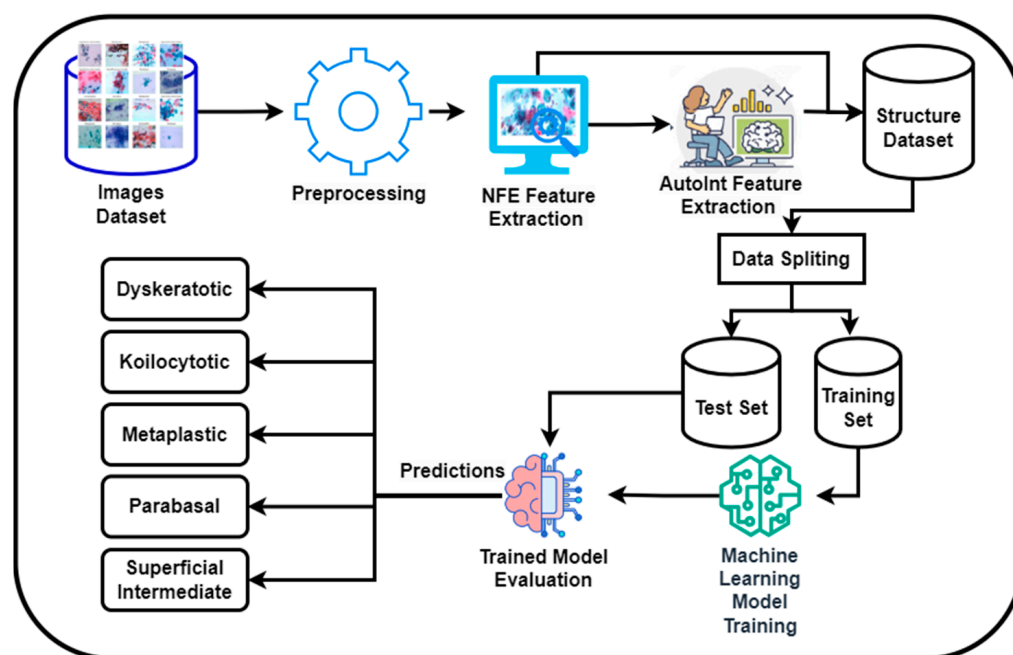 Images
Dataset
Preprocessing
NFE Feature
Extraction
AutoInt Feature
Extraction
Structure
Dataset
Data Spliting
Test Set
Training
Set
Machine
Learning
Model
Training
Trained Model
Evaluation
Predictions
Dyskeratotic
Koilocytotic
Metaplastic
Parabasal
Superficial
Intermediate